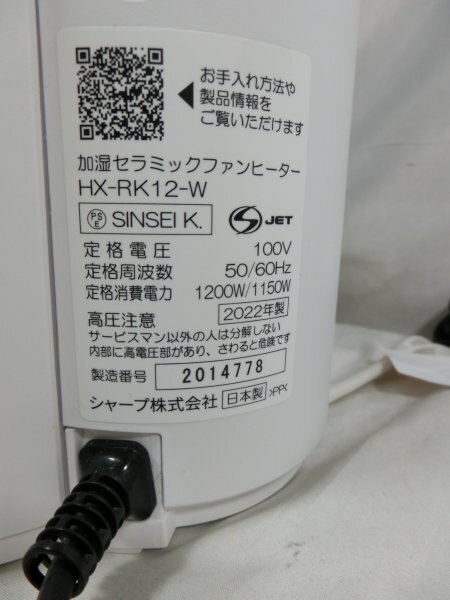 お手入れ方法や
製品情報を
ご覧いただけます
加湿セラミックファンヒーター
HX-RK12-W
PSE SINSEI K. S JET
定格電圧 100V
定格周波数 50/60Hz
定格消費電力 1200W/1150W
高圧注意 2022年製
サービスマン以外の人は分解しない
内部に高電圧部があり、さわると危険です
製造番号 2014778
シャープ株式会社 日本製 >PP<